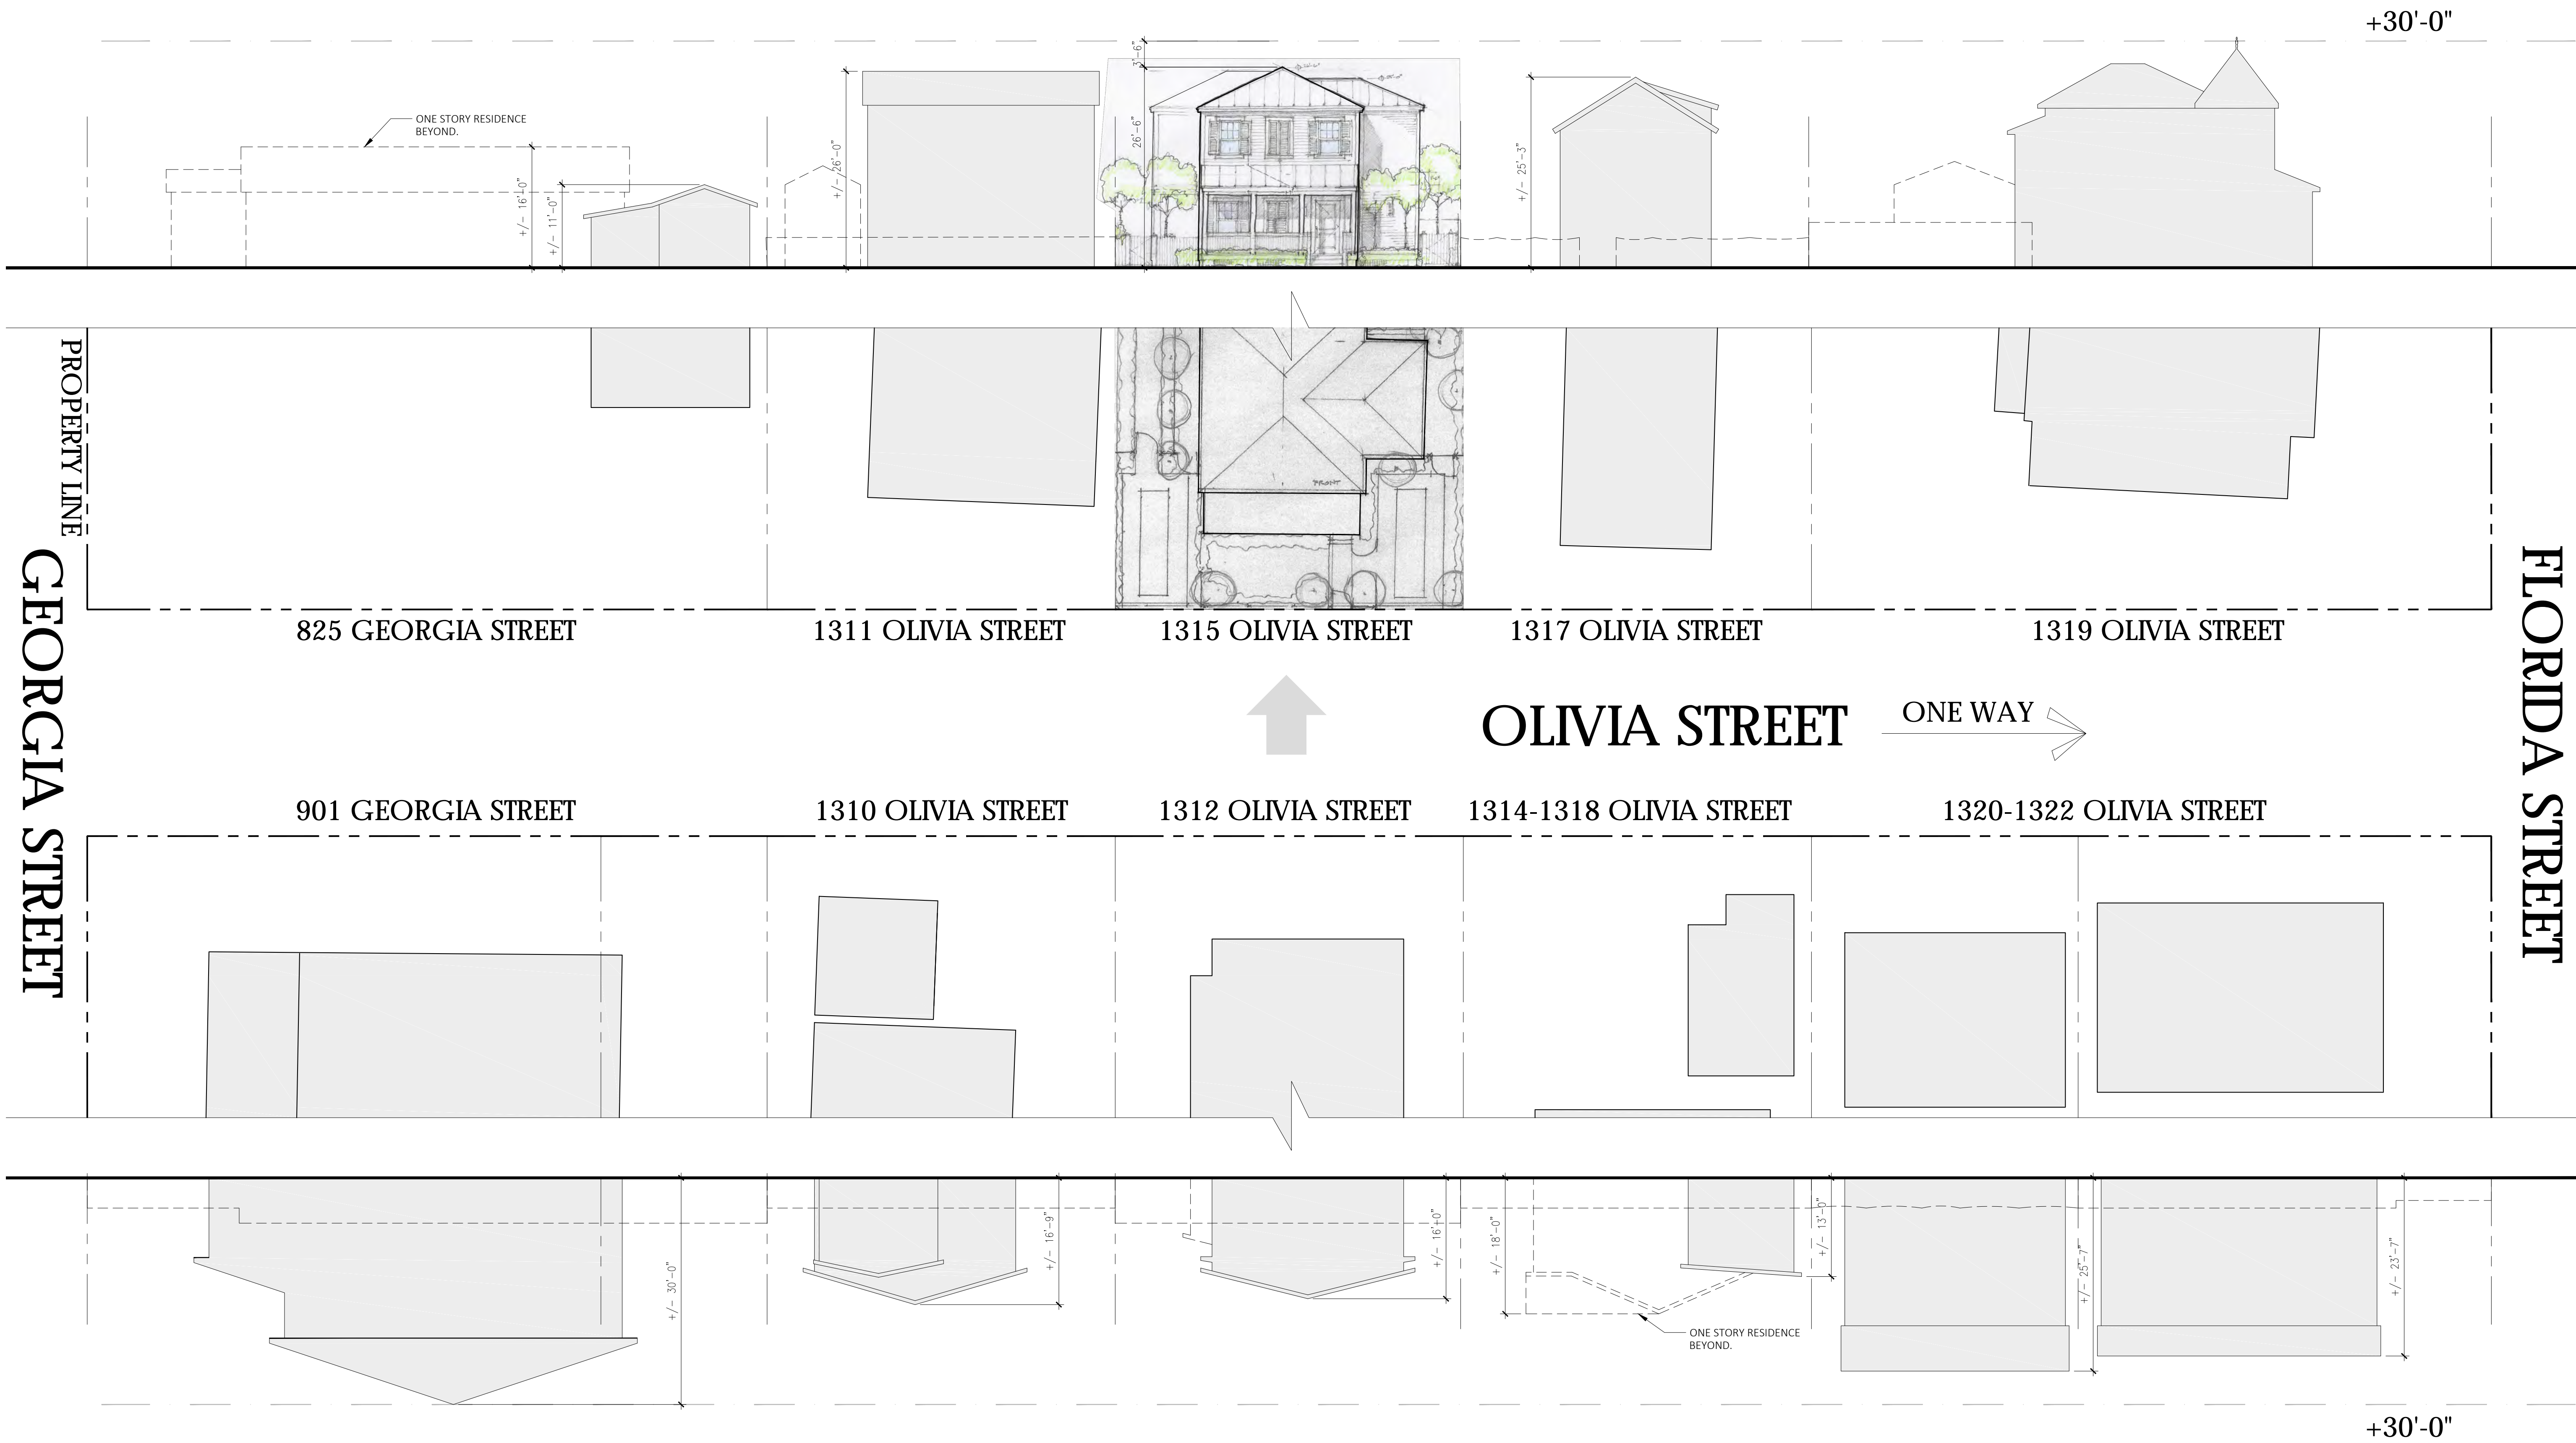 +30'-0"
3'-6"
ONE STORY RESIDENCE
BEYOND.
26'-6"
+/- 26'-0"
+/- 25'-3"
+/- 16'-0"
+/- 11'-0"
PROPERTY LINE
FRONT
GEORGIA STREET
FLORIDA STREET
825 GEORGIA STREET
1311 OLIVIA STREET
1315 OLIVIA STREET
1317 OLIVIA STREET
1319 OLIVIA STREET
OLIVIA STREET
ONE WAY
901 GEORGIA STREET
1310 OLIVIA STREET
1312 OLIVIA STREET
1314-1318 OLIVIA STREET
1320-1322 OLIVIA STREET
+/- 30'-0"
+/- 16'-9"
+/- 16'-0"
+/- 18'-0"
+/- 13'-0"
+/- 25'-7"
+/- 23'-7"
ONE STORY RESIDENCE
BEYOND.
+30'-0"